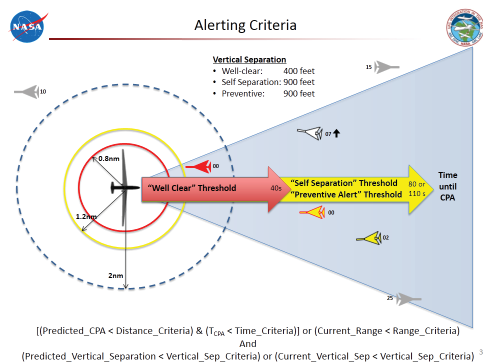 NASA
Alerting Criteria
Vertical Separation
• Well-clear: 400 feet
• Self Separation: 900 feet
• Preventive: 900 feet
15
10
07
0.8nm
00
"Well Clear" Threshold
40s
"Self Separation" Threshold
"Preventive Alert" Threshold
80 or
110 s
Time
until
CPA
1.2nm
00
02
2nm
25
[(Predicted_CPA < Distance_Criteria) & (TCPA < Time_Criteria)] or (Current_Range < Range_Criteria)
And
(Predicted_Vertical_Separation < Vertical_Sep_Criteria) or (Current_Vertical_Sep < Vertical_Sep_Criteria)
3